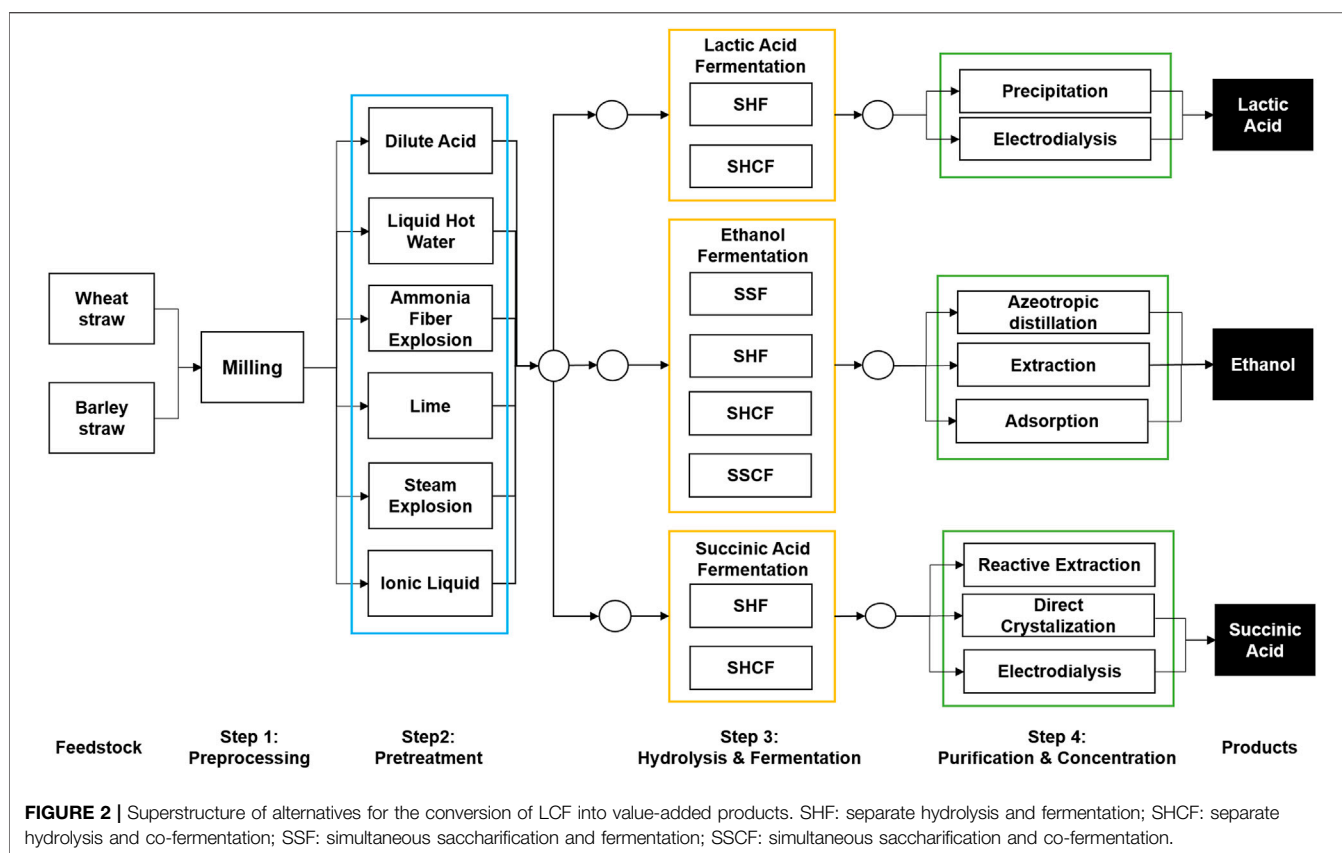 Wheat
straw
Barley
straw
Milling
Dilute Acid
Liquid Hot
Water
Ammonia
Fiber
Explosion
Lime
Steam
Explosion
Ionic Liquid
Lactic Acid
Fermentation
SHF
SHCF
Ethanol
Fermentation
SSF
SHF
SHCF
SSCF
Succinic Acid
Fermentation
SHF
SHCF
Precipitation
Electrodialysis
Azeotropic
distillation
Extraction
Adsorption
Reactive Extraction
Direct
Crystalization
Electrodialysis
Lactic
Acid
Ethanol
Succinic
Acid
Feedstock
Step 1:
Preprocessing
Step2:
Pretreatment
Step 3:
Hydrolysis & Fermentation
Step 4:
Purification & Concentration
Products
FIGURE 2 | Superstructure of alternatives for the conversion of LCF into value-added products. SHF: separate hydrolysis and fermentation; SHCF: separate
hydrolysis and co-fermentation; SSF: simultaneous saccharification and fermentation; SSCF: simultaneous saccharification and co-fermentation.